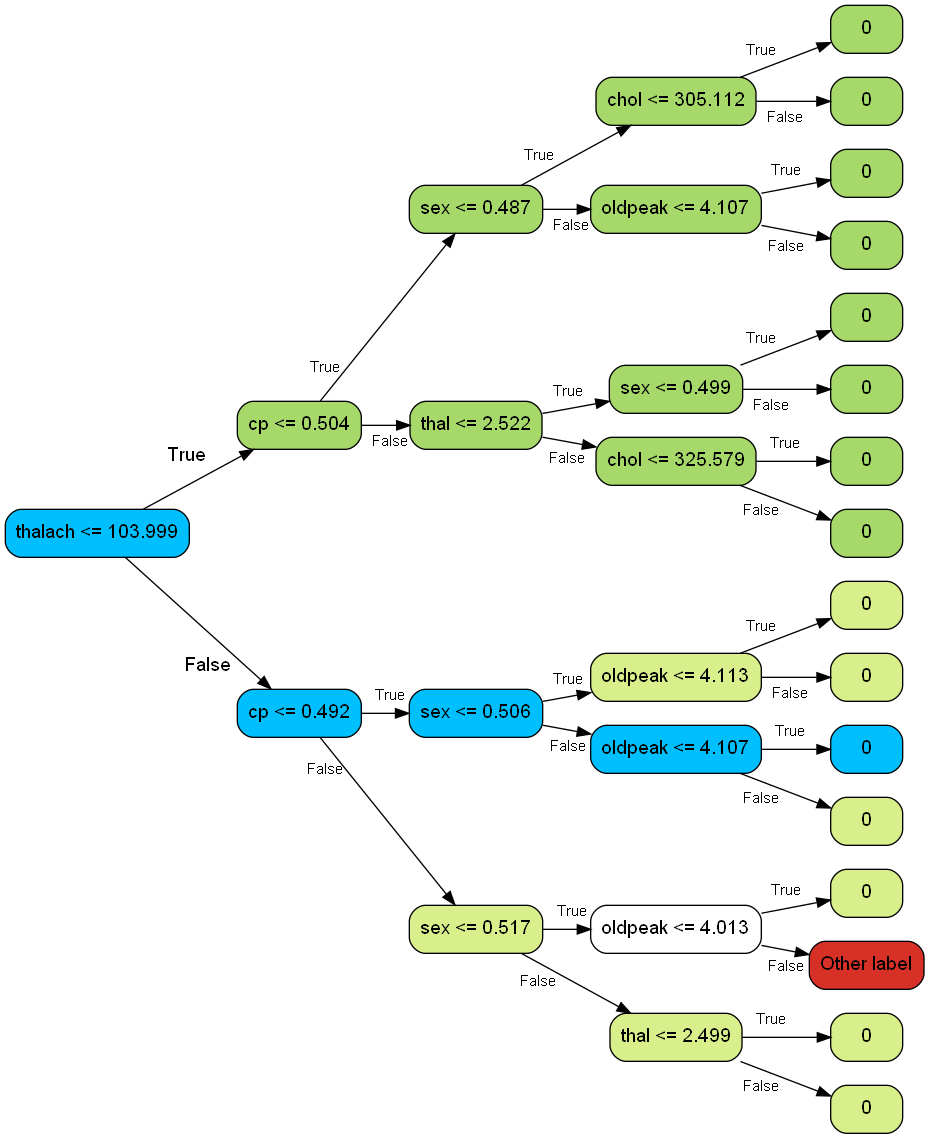 0
True
chol <= 305.112
0
False
True
0
True
sex <= 0.487
oldpeak <= 4.107
False
0
False
0
True
True
sex <= 0.499
0
True
False
cp <= 0.504
thal <= 2.522
False
True
chol <= 325.579
0
True
False
False
0
thalach <= 103.999
0
True
oldpeak <= 4.113
0
False
False
True
cp <= 0.492
True
sex <= 0.506
oldpeak <= 4.107
0
True
False
False
0
False
0
True
sex <= 0.517
True
oldpeak <= 4.013
Other label
False
False
thal <= 2.499
0
True
False
0